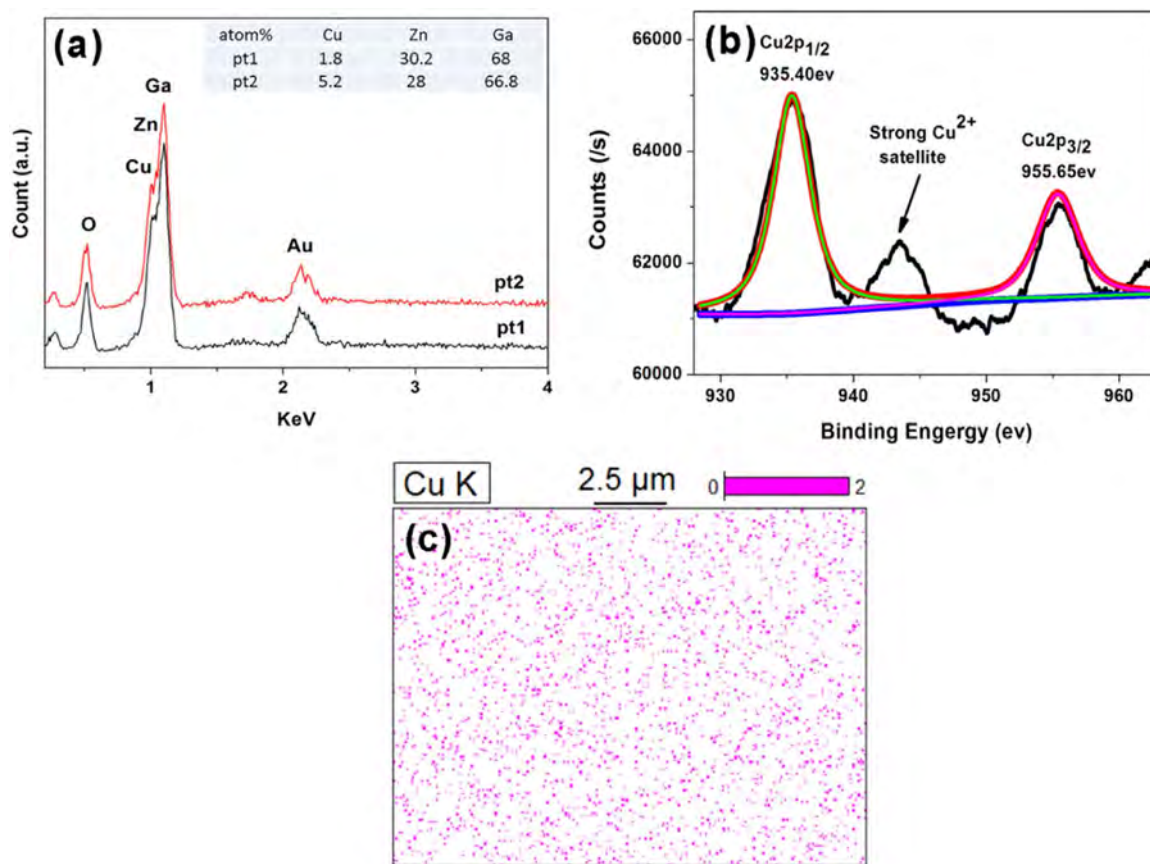 (a)
atom% Cu Zn Ga
pt1 1.8 30.2 68
pt2 5.2 28 66.8
Ga
Zn
Cu
O
Au
pt2
pt1
Count (a.u.)
1 2 3 4
KeV
(b)
Cu2p1/2
935.40ev
Strong Cu2+
satellite
Cu2p3/2
955.65ev
66000
64000
62000
60000
Counts (/s)
930 940 950 960
Binding Engergy (ev)
Cu K
2.5 µm
0 2
(c)